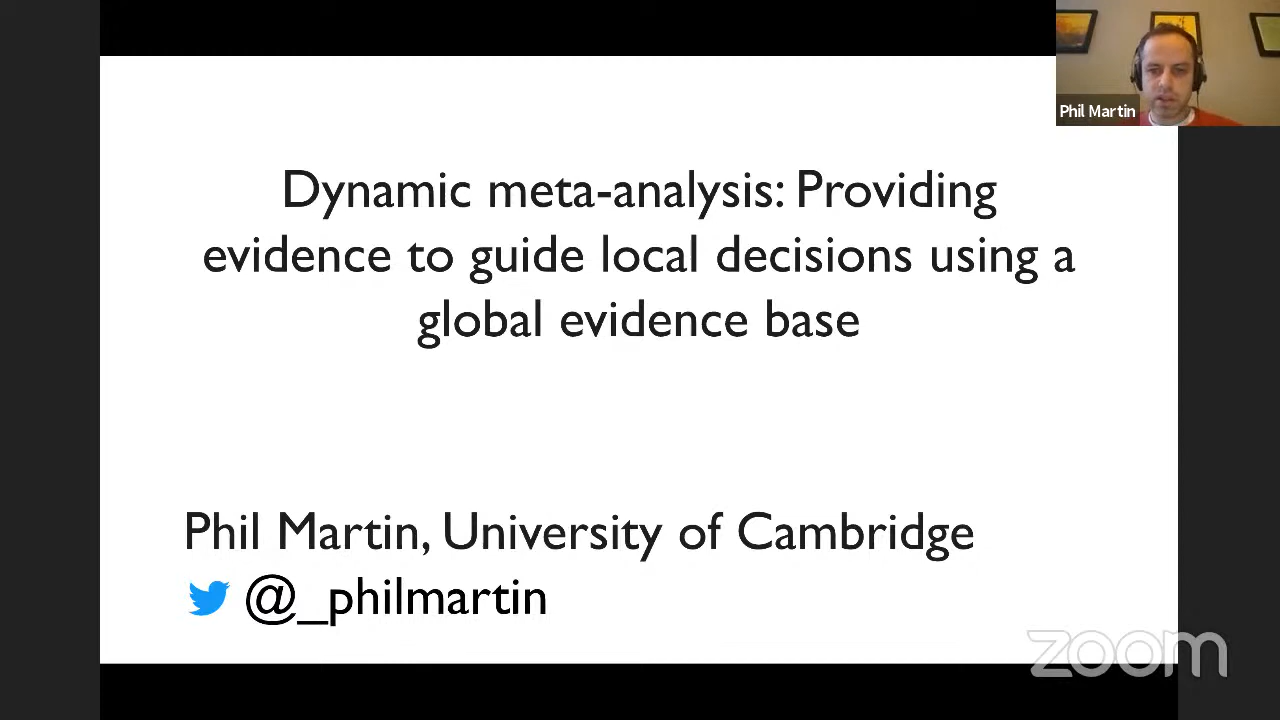 Phil Martin
Dynamic meta-analysis: Providing
evidence to guide local decisions using a
global evidence base
Phil Martin, University of Cambridge
@_philmartin
zoom